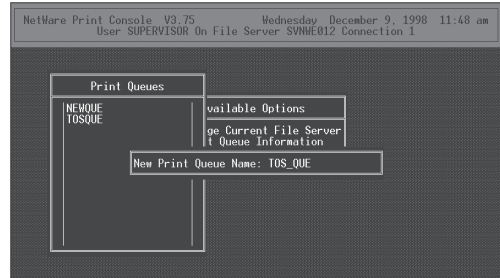 NetWare Print Console V3.75 Wednesday December 9, 1998 11:48 am
User SUPERVISOR On File Server SVNWE012 Connection 1
Print Queues
NEWQUE
TOSQUE
vailable Options
ge Current File Server
t Queue Information
New Print Queue Name: TOS_QUE